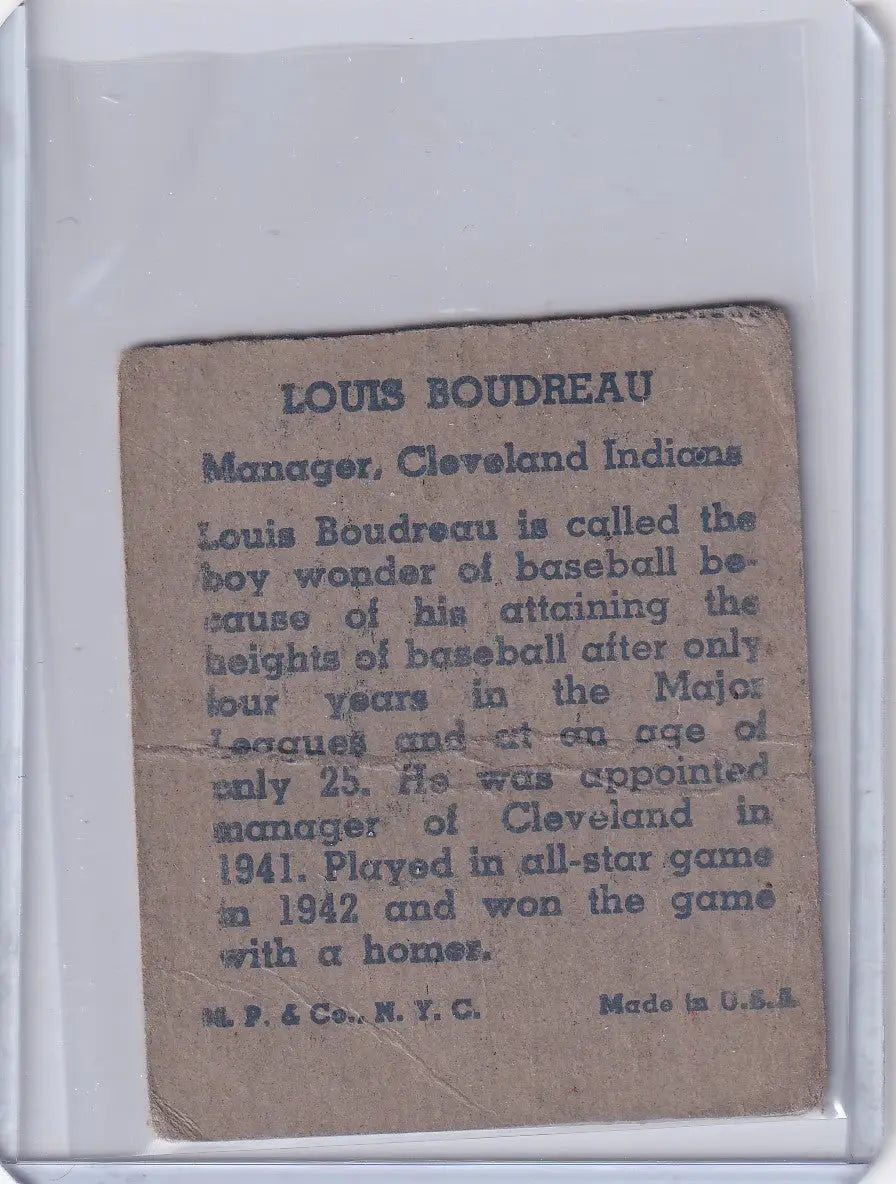 LOUIS BOUDREAU
Manager, Cleveland Indians
Louis Boudreau is called the
boy wonder of baseball be-
cause of his attaining the
heights of baseball after only
four years in the Major
Leagues and at an age of
only 25. He was appointed
manager of Cleveland in
1941. Played in all-star game
in 1942 and won the game
with a homer.
M. P. & Co., N. Y. C. Made in U.S.A.